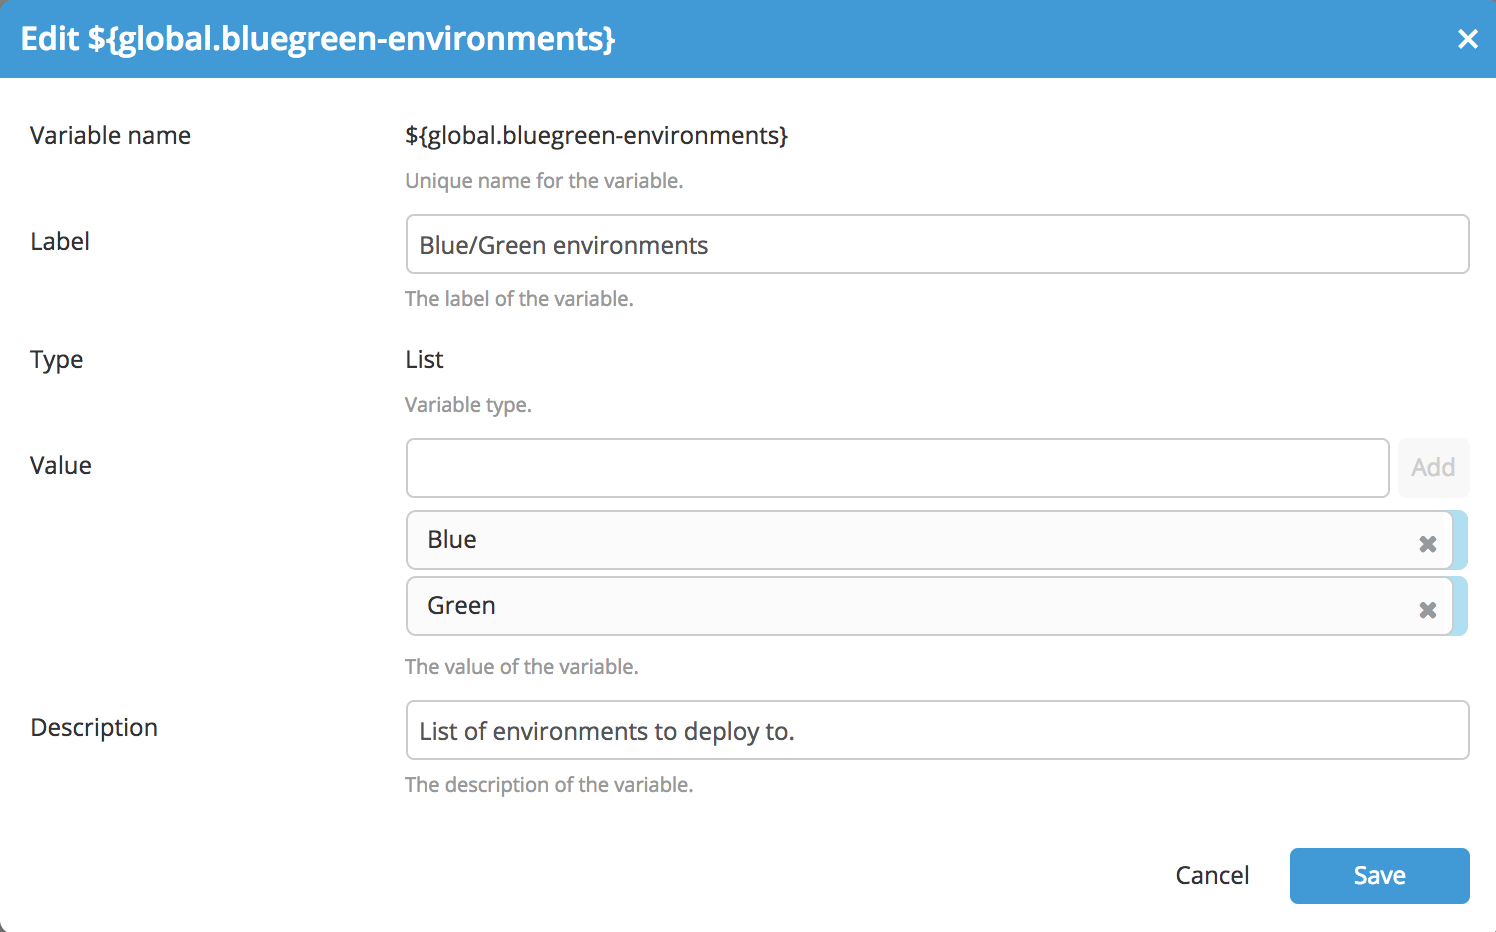 Edit ${global.bluegreen-environments}
Variable name
${global.bluegreen-environments}
Unique name for the variable.
Label
Blue/Green environments
The label of the variable.
Type
List
Variable type.
Value
Add
Blue
Green
The value of the variable.
Description
List of environments to deploy to.
The description of the variable.
Cancel
Save